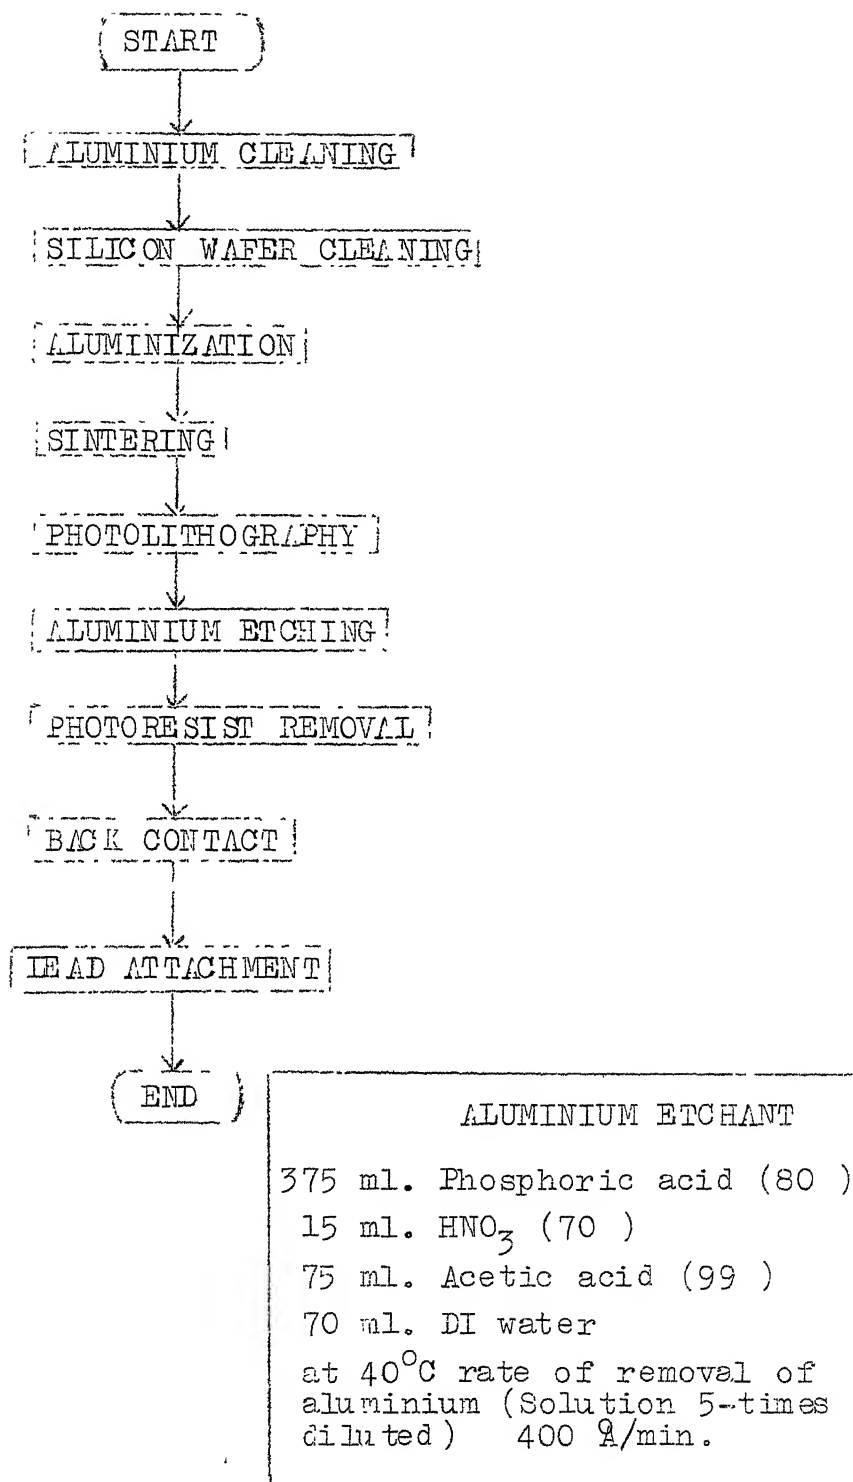 START
ALUMINIUM CLEANING
SILICON WAFER CLEANING
ALUMINIZATION
SINTERING
PHOTOLITHOGRAPHY
ALUMINIUM ETCHING
PHOTORESIST REMOVAL
BACK CONTACT
LEAD ATTACHMENT
END
ALUMINIUM ETCHANT
375 ml. Phosphoric acid (80 )
15 ml. HNO₃ (70 )
75 ml. Acetic acid (99 )
70 ml. DI water
at 40°C rate of removal of
aluminium (Solution 5-times
diluted) 400 Å/min.